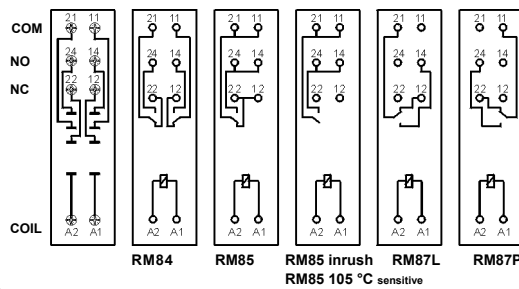 21 11 21 11 21 11 21 11 21 11 21 11
COM
NO
24 14 24 14 24 14 24 14 24 14 24 14
NC
22 12 22 12 22 12 22 12 22 12 22 12
COIL
A2 A1 A2 A1 A2 A1 A2 A1 A2 A1 A2 A1
RM84 RM85 RM85 inrush RM87L RM87P
RM85 105 °C sensitive